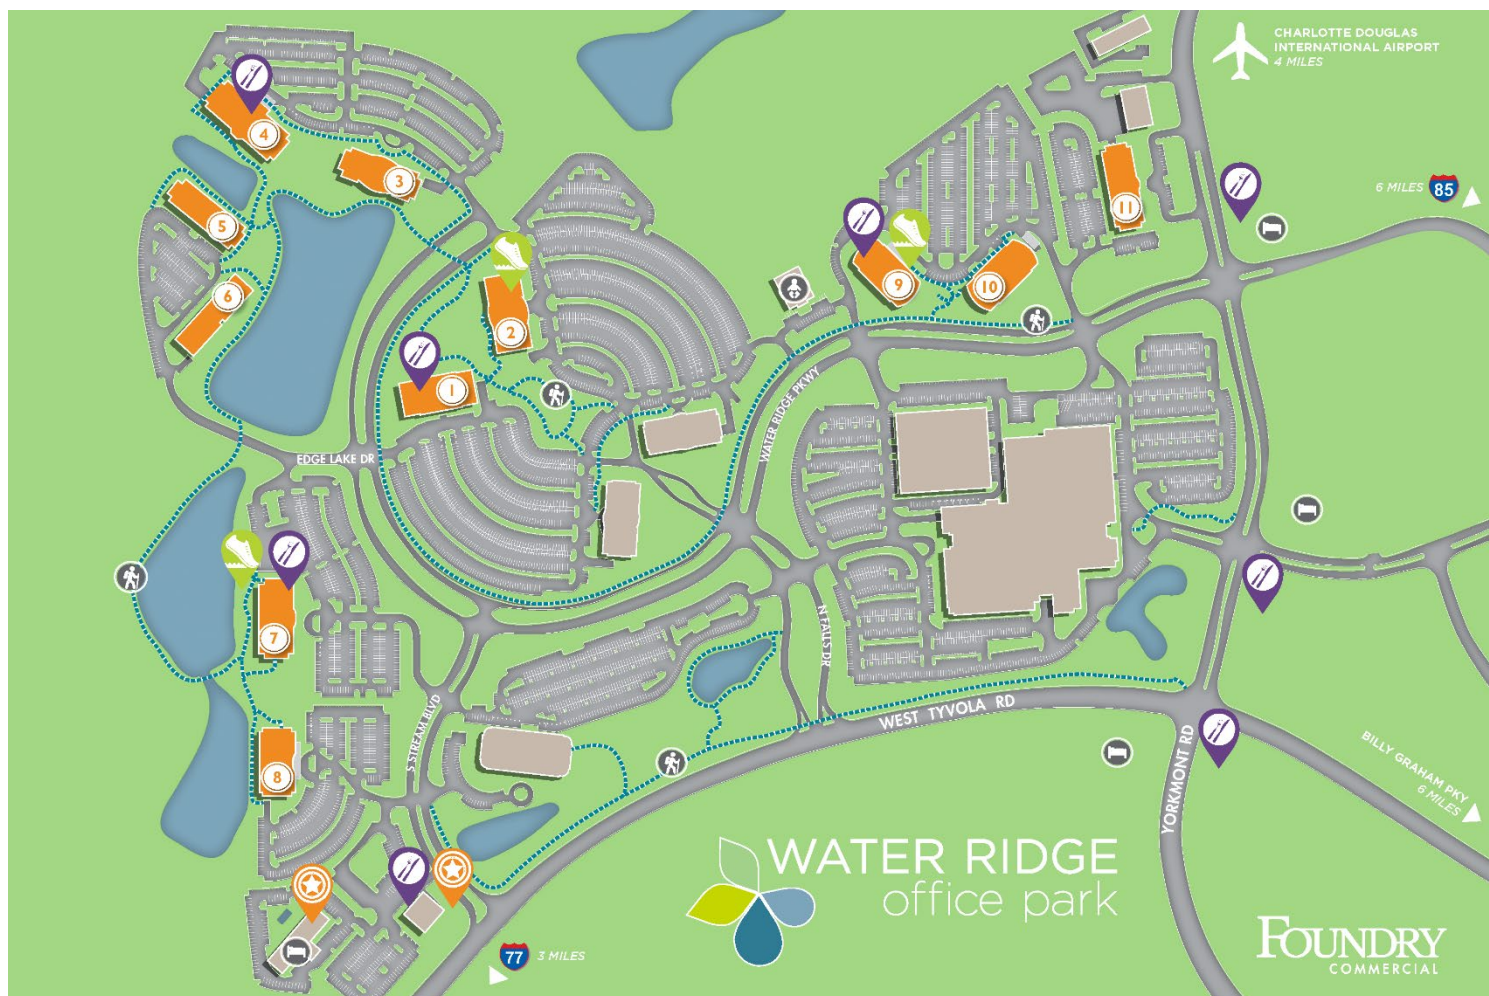 CHARLOTTE DOUGLAS
INTERNATIONAL AIRPORT
4 MILES
6 MILES
85
4
3
5
6
2
1
9
10
11
WATER RIDGE PKWY
EDGE LAKE DR
7
8
N FALLS DR
S STREAM BLVD
WEST TYVOLA RD
YORKMONT RD
BILLY GRAHAM PKY
6 MILES
WATER RIDGE
office park
77
3 MILES
FOUNDRY
COMMERCIAL